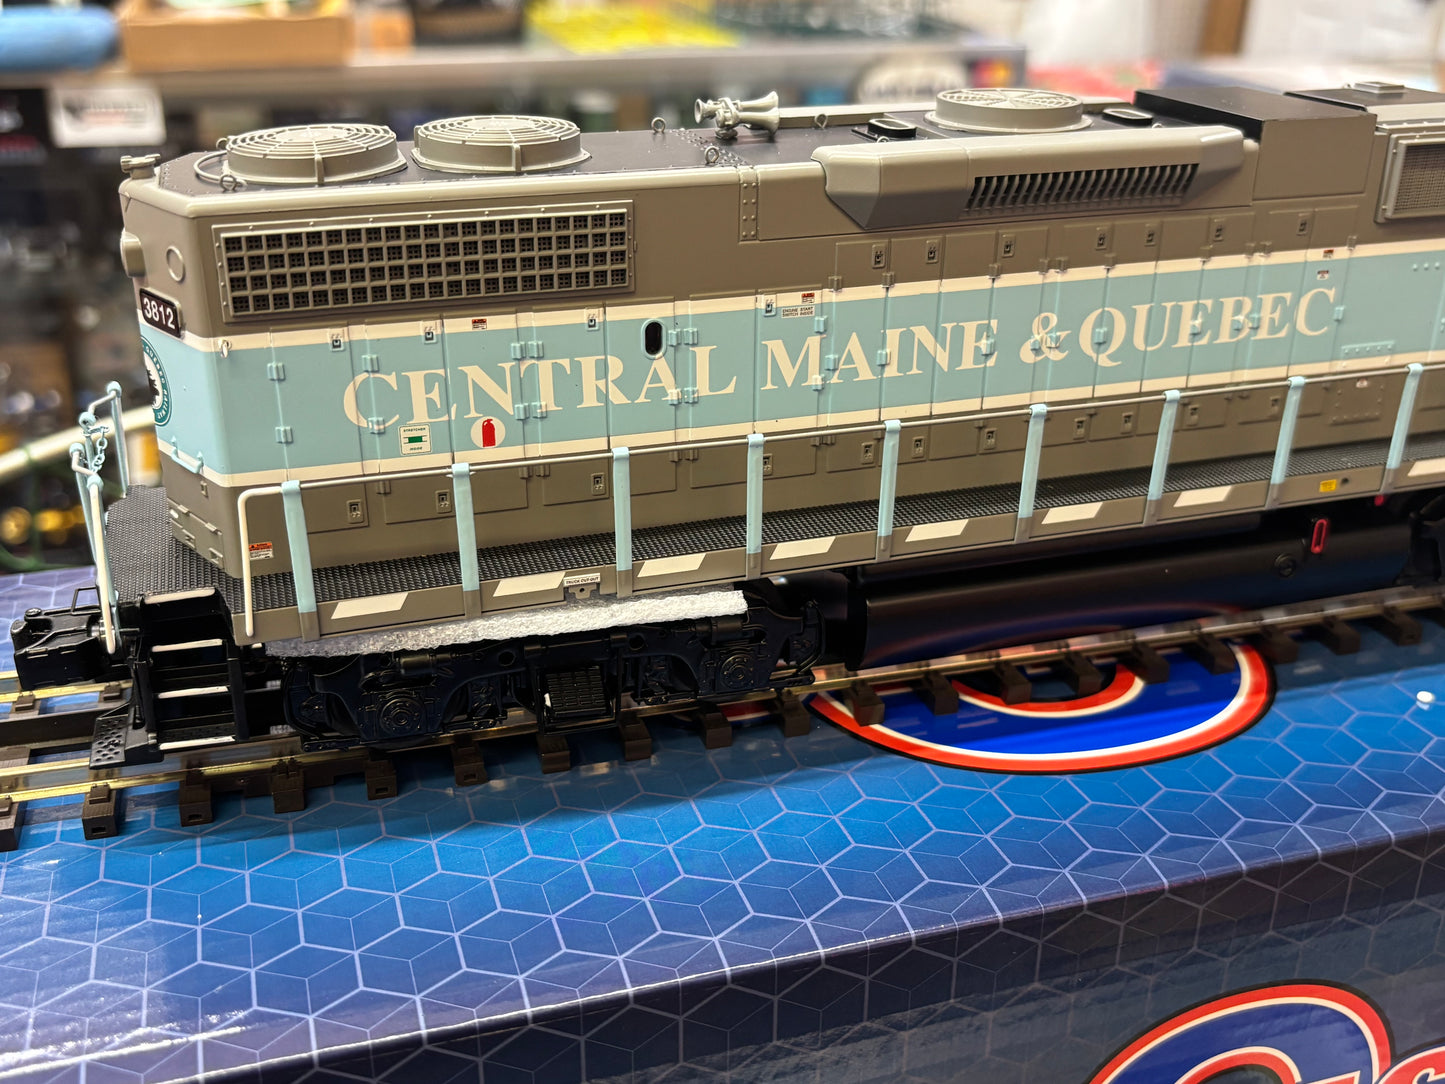 3812
CENTRAL MAINE & QUEBEC
ENGINE START
SWITCH INSIDE
STRETCHER
INSIDE
TRUCK CUT-OUT